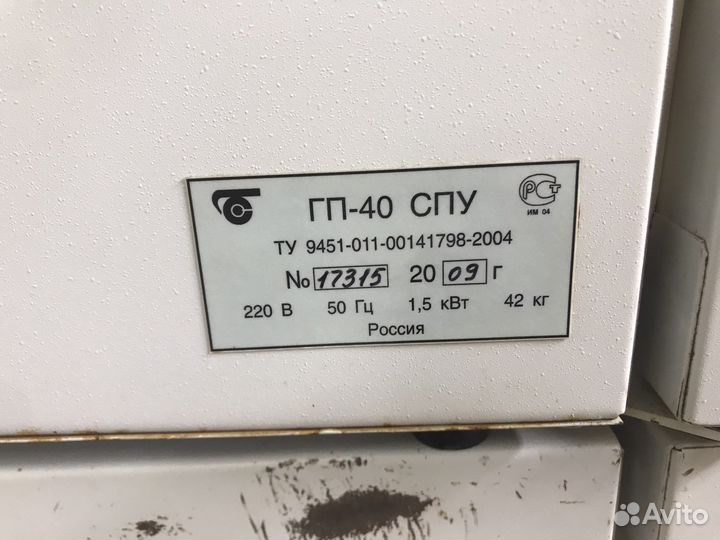 ГП-40 СПУ
РСТ
ИМ 04
ТУ 9451-011-00141798-2004
№ 17315 20 09 г
220 В 50 Гц 1,5 кВт 42 кг
Россия
Avito